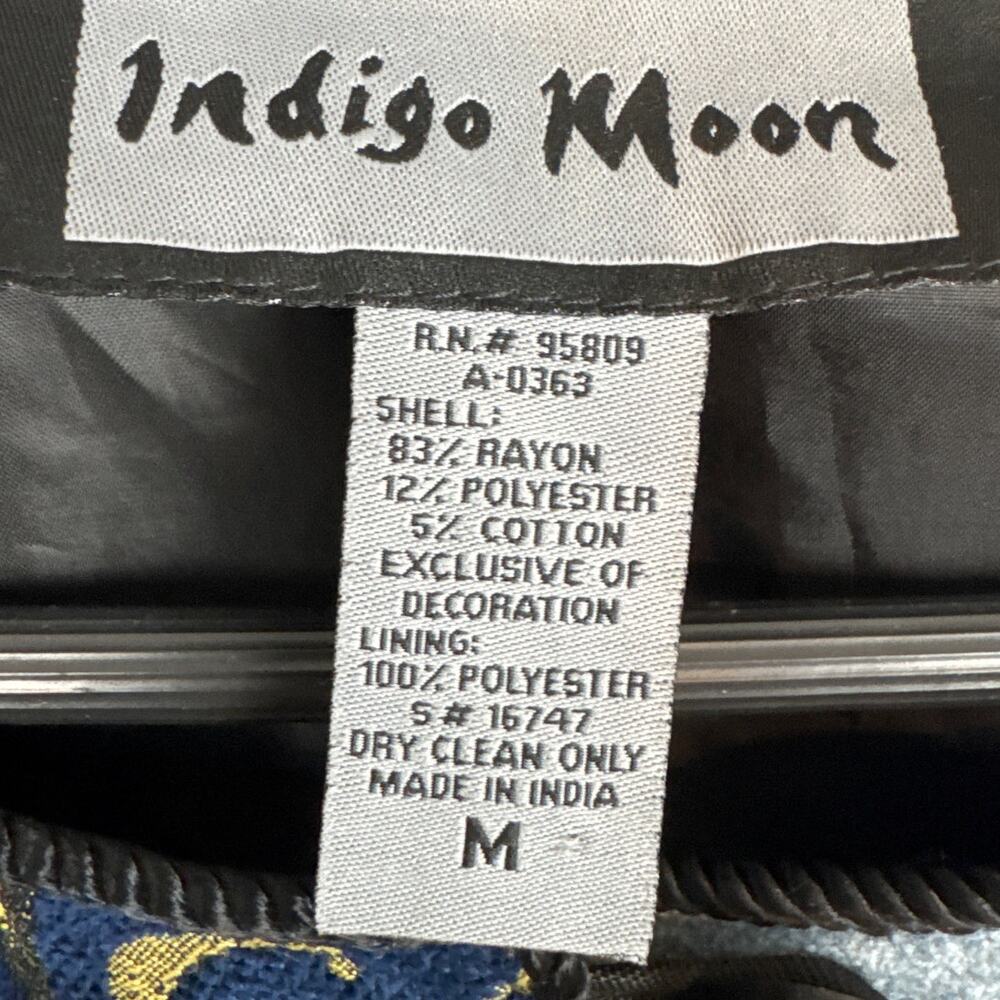 Indigo Moon
R.N.# 95809
A-0363
SHELL:
83% RAYON
12% POLYESTER
5% COTTON
EXCLUSIVE OF
DECORATION
LINING:
100% POLYESTER
S# 16747
DRY CLEAN ONLY
MADE IN INDIA
M